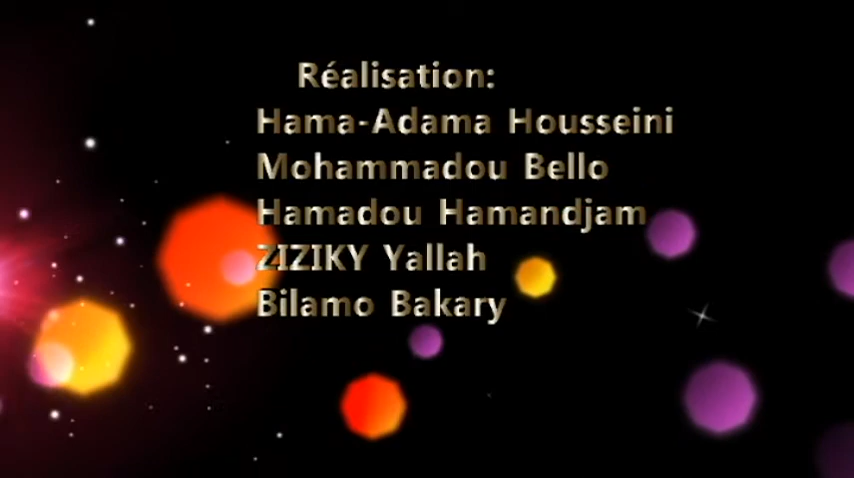 Réalisation:
Hama-Adama Housseini
Mohammadou Bello
Hamadou Hamandjam
ZIZIKY Yallah
Bilamo Bakary